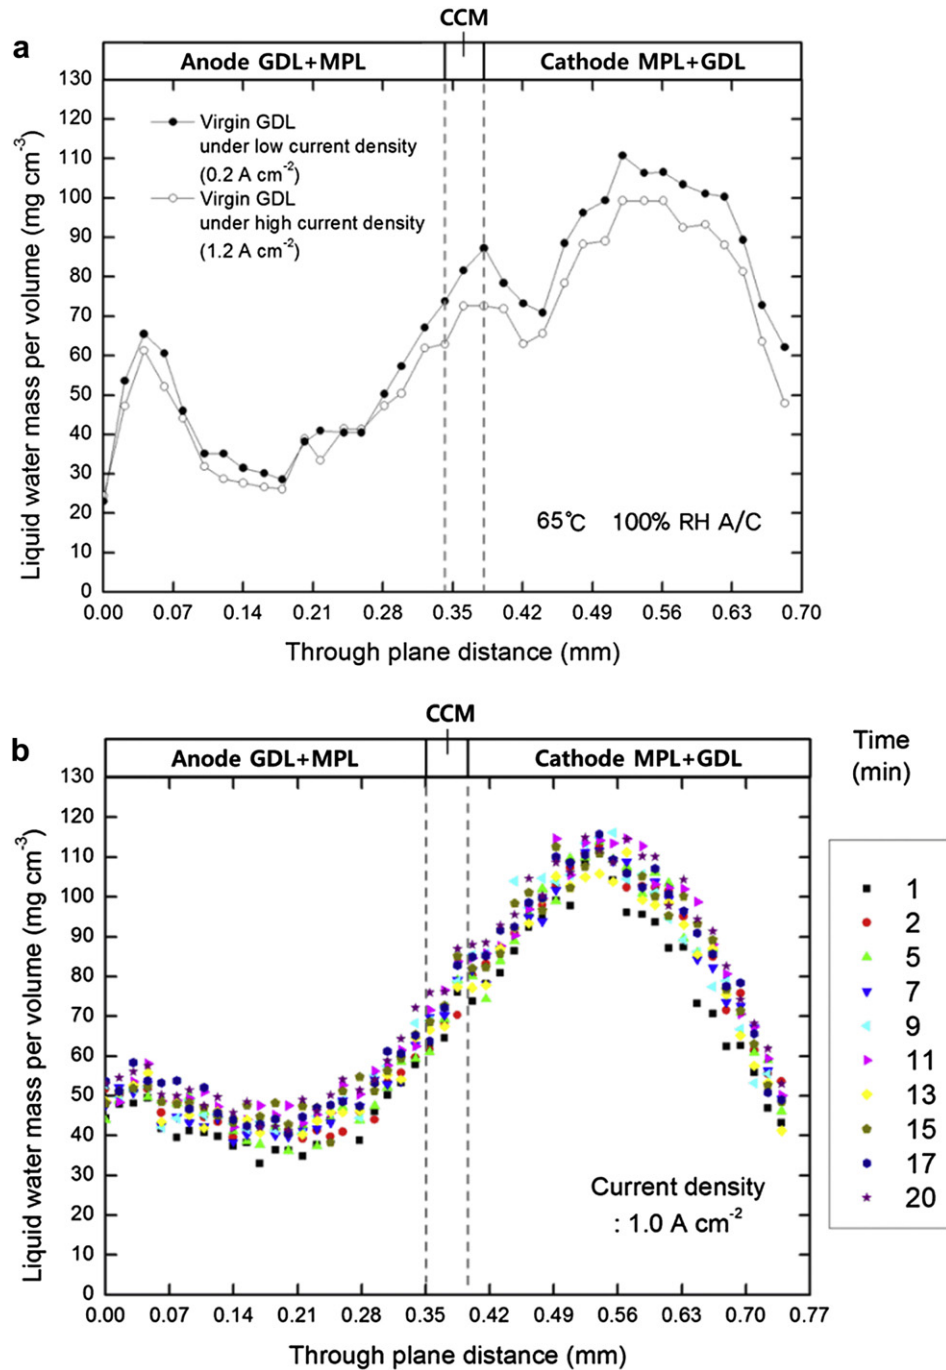 CCM
a
Anode GDL+MPL
Cathode MPL+GDL
130
120
110
100
90
80
70
60
50
40
30
20
10
0
Liquid water mass per volume (mg cm-3)
Virgin GDL
under low current density
(0.2 A cm-2)
Virgin GDL
under high current density
(1.2 A cm-2)
65°C 100% RH A/C
0.00 0.07 0.14 0.21 0.28 0.35 0.42 0.49 0.56 0.63 0.70
Through plane distance (mm)
CCM
b
Anode GDL+MPL
Cathode MPL+GDL
130
120
110
100
90
80
70
60
50
40
30
20
10
0
Liquid water mass per volume (mg cm-3)
Current density
: 1.0 A cm-2
0.00 0.07 0.14 0.21 0.28 0.35 0.42 0.49 0.56 0.63 0.70 0.77
Through plane distance (mm)
Time
(min)
1
2
5
7
9
11
13
15
17
20